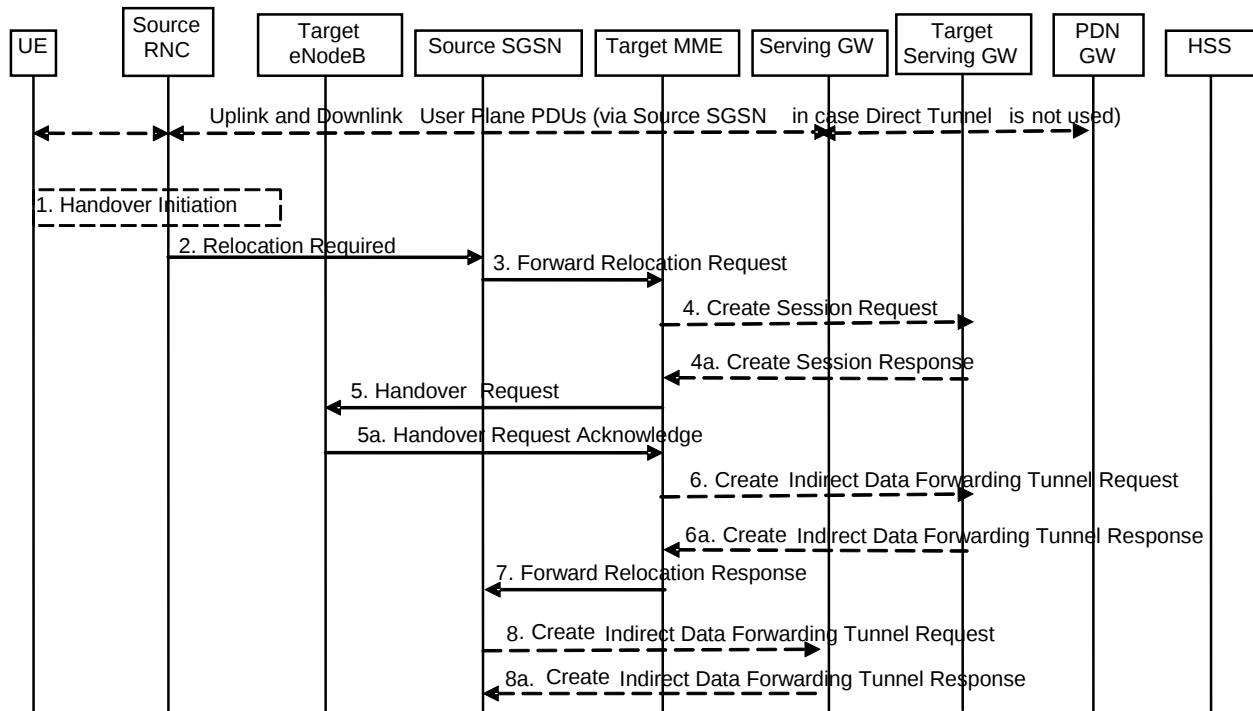 UE
Source
RNC
Target
eNodeB
Source SGSN
Target MME
Serving GW
Target
Serving GW
PDN
GW
HSS
Uplink and Downlink User Plane PDUs (via Source SGSN in case Direct Tunnel is not used)
1. Handover Initiation
2. Relocation Required
3. Forward Relocation Request
4. Create Session Request
4a. Create Session Response
5. Handover Request
5a. Handover Request Acknowledge
6. Create Indirect Data Forwarding Tunnel Request
6a. Create Indirect Data Forwarding Tunnel Response
7. Forward Relocation Response
8. Create Indirect Data Forwarding Tunnel Request
8a. Create Indirect Data Forwarding Tunnel Response